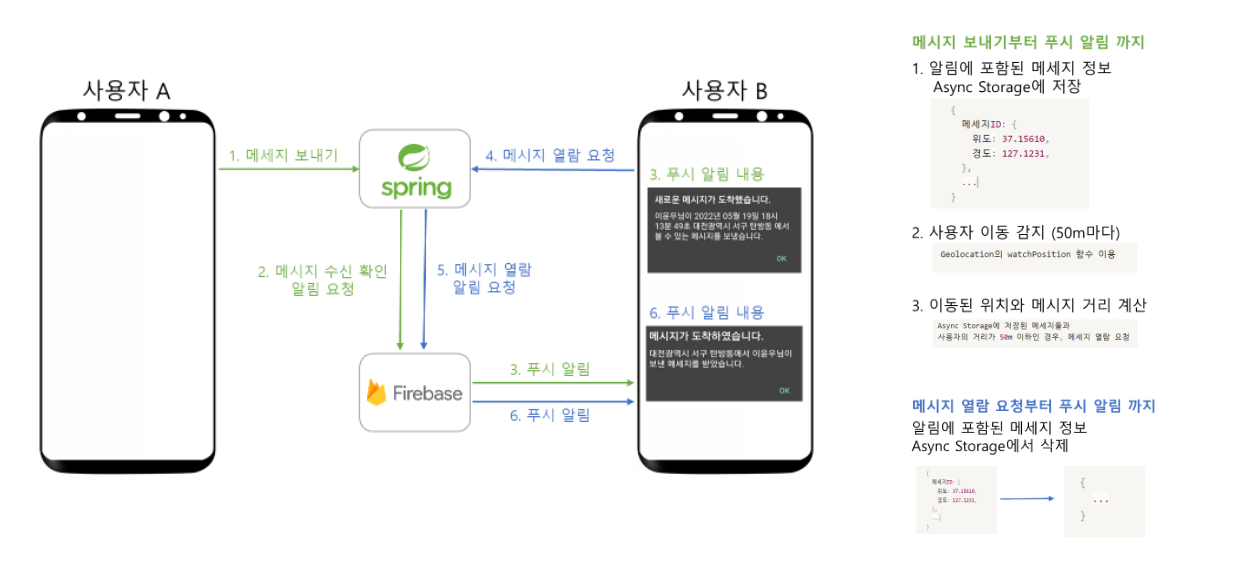 사용자 A
1. 메세지 보내기
spring
4. 메시지 열람 요청
2. 메시지 수신 확인
알림 요청
5. 메시지 열람
알림 요청
Firebase
3. 푸시 알림
6. 푸시 알림
사용자 B
3. 푸시 알림 내용
새로운 메시지가 도착했습니다.
이윤우님이 2022년 05월 19일 18시
13분 49초 대전광역시 서구 탄방동 에서
볼 수 있는 메시지를 보냈습니다.
OK
6. 푸시 알림 내용
메시지가 도착하였습니다.
대전광역시 서구 탄방동에서 이윤우님이
보낸 메세지를 받았습니다.
OK
메시지 보내기부터 푸시 알림 까지
1. 알림에 포함된 메세지 정보
Async Storage에 저장
{
메세지ID: {
위도: 37.15610,
경도: 127.1231,
},
...
}
2. 사용자 이동 감지 (50m마다)
Geolocation의 watchPosition 함수 이용
3. 이동된 위치와 메시지 거리 계산
Async Storage에 저장된 메세지들과
사용자의 거리가 50m 이하인 경우, 메세지 열람 요청
메시지 열람 요청부터 푸시 알림 까지
알림에 포함된 메세지 정보
Async Storage에서 삭제
{
메세지ID: {
위도: 37.15610,
경도: 127.1231,
},
...
}
{
...
}